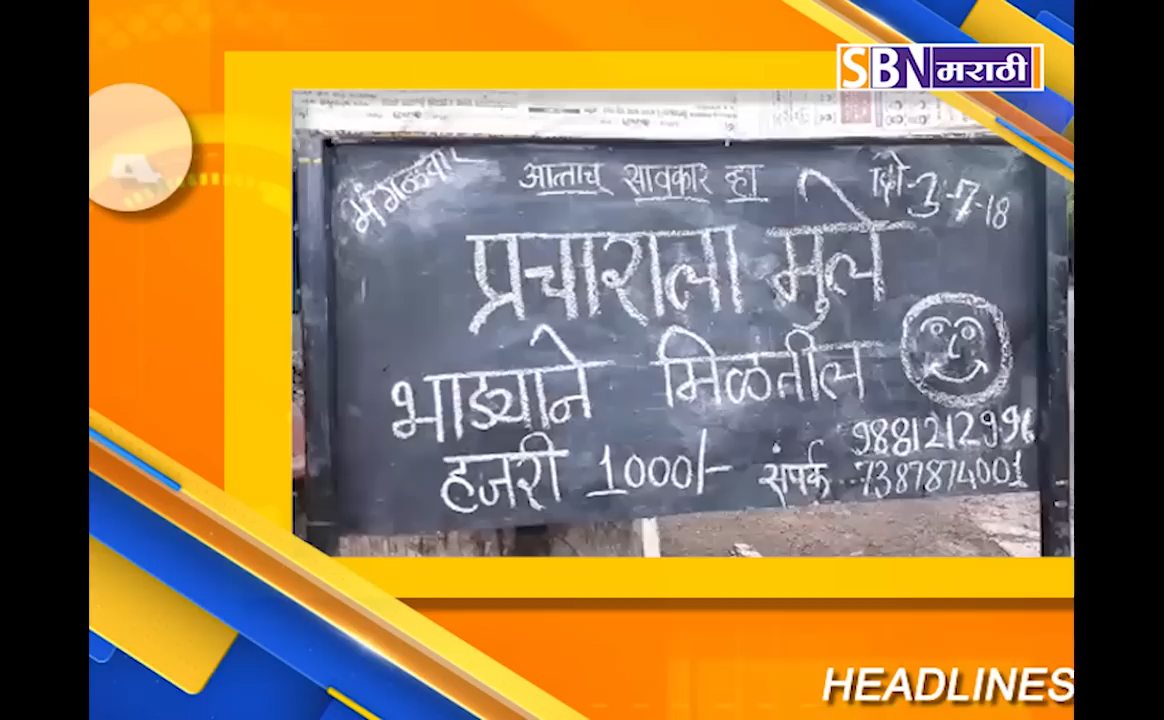 SBN मराठी
मंगळवार आत्ताच सावकार व्हा दि 3-7-18
प्रचाराला मुले
भाड्याने मिळतील
9881212996
हजरी 1000/- संपर्क 7387874001
HEADLINES